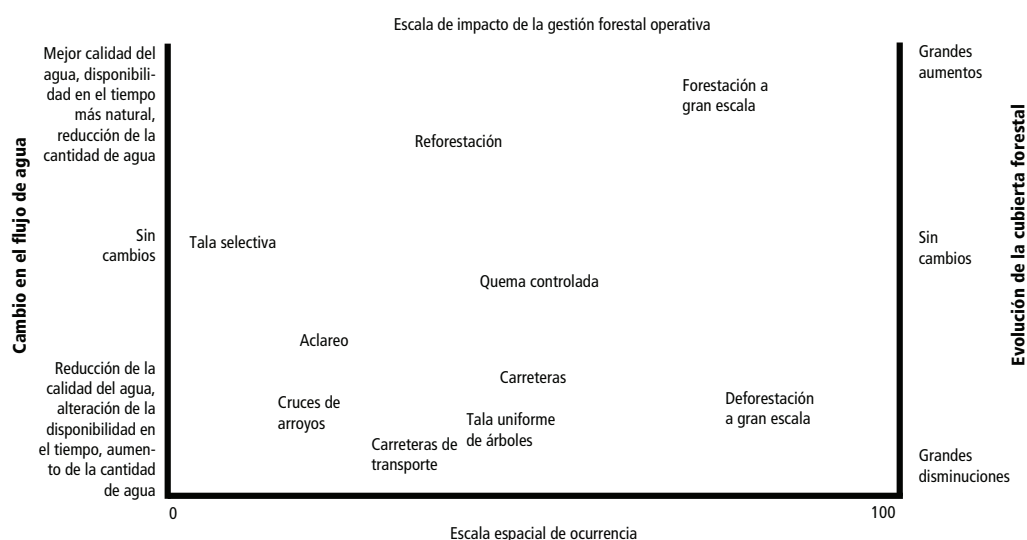 Escala de impacto de la gestión forestal operativa
Cambio en el flujo de agua
Mejor calidad del
agua, disponibili-
dad en el tiempo
más natural,
reducción de la
cantidad de agua
Sin
cambios
Reducción de la
calidad del agua,
alteración de la
disponibilidad en
el tiempo, aumen-
to de la cantidad
de agua
Forestación a
gran escala
Reforestación
Tala selectiva
Quema controlada
Aclareo
Carreteras
Cruces de
arroyos
Tala uniforme
de árboles
Deforestación
a gran escala
Carreteras de
transporte
Grandes
aumentos
Sin
cambios
Grandes
disminuciones
Evolución de la cubierta forestal
0
100
Escala espacial de ocurrencia